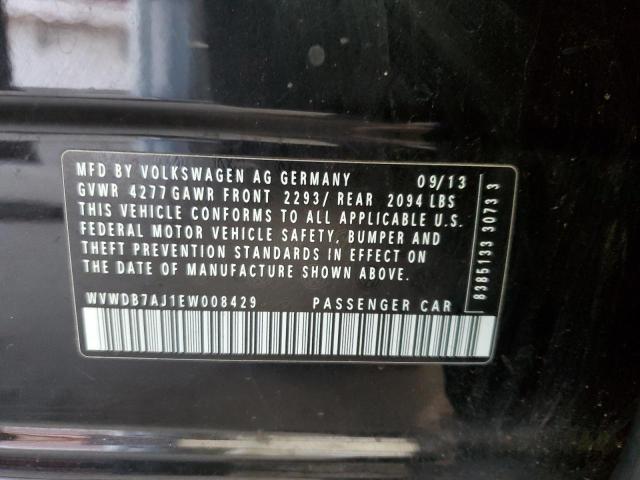 MFD BY VOLKSWAGEN AG GERMANY 09/13
GVWR 4277 GAWR FRONT 2293/ REAR 2094 LBS
THIS VEHICLE CONFORMS TO ALL APPLICABLE U.S.
FEDERAL MOTOR VEHICLE SAFETY, BUMPER AND
THEFT PREVENTION STANDARDS IN EFFECT ON
THE DATE OF MANUFACTURE SHOWN ABOVE.
WVWDB7AJ1EW008429 PASSENGER CAR
8385133 3073 3